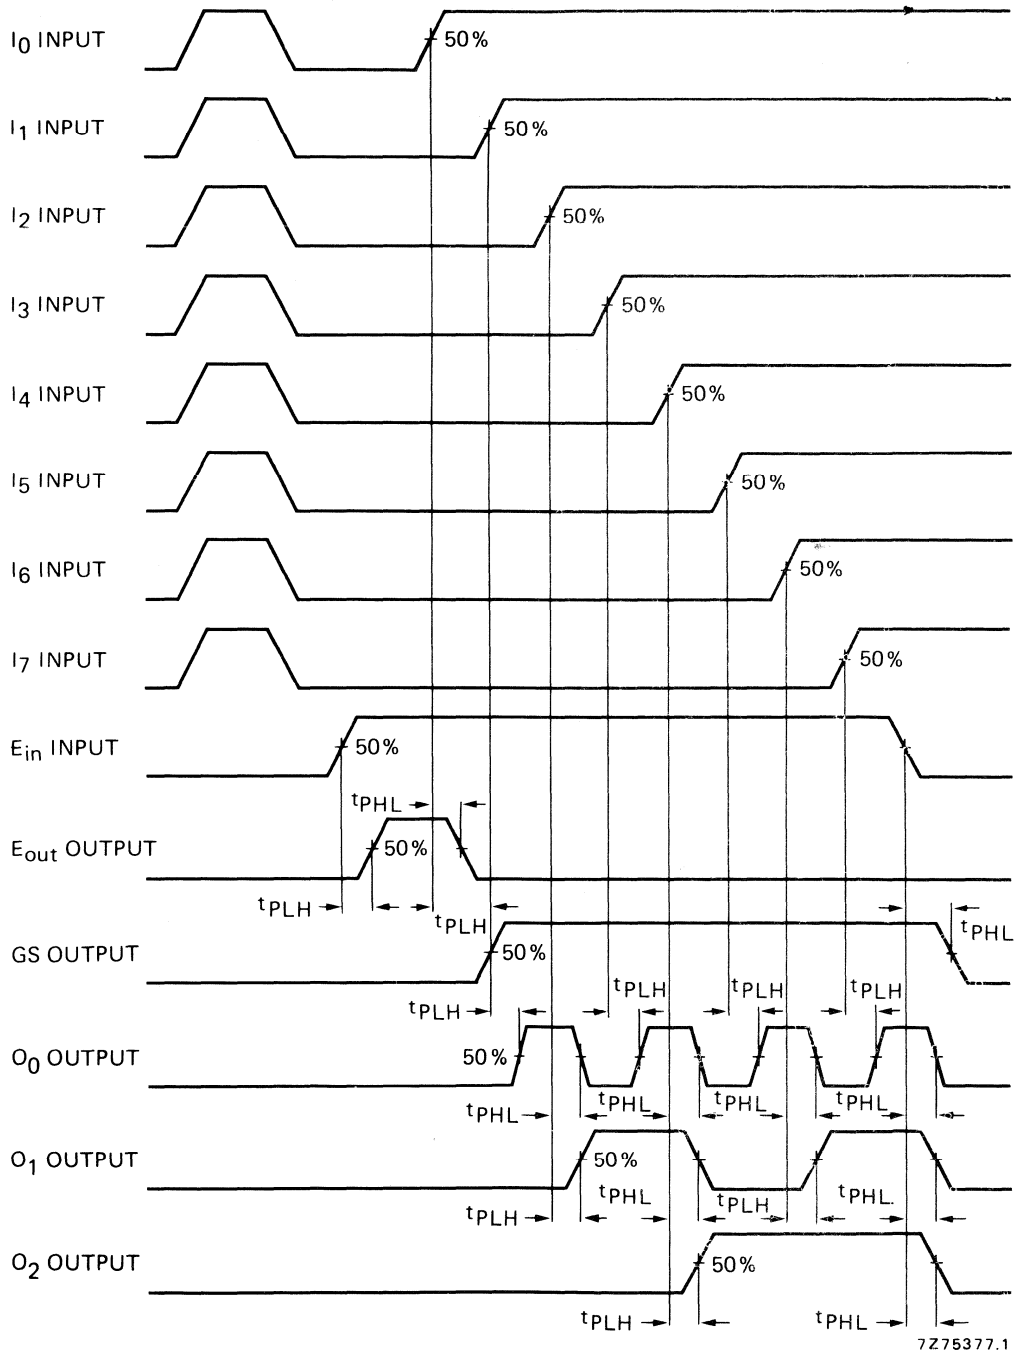 I0 INPUT
50%
I1 INPUT
50%
I2 INPUT
50%
I3 INPUT
50%
I4 INPUT
50%
I5 INPUT
50%
I6 INPUT
50%
I7 INPUT
50%
Ein INPUT
50%
tPHL
Eout OUTPUT
50%
tPLH
tPLH
tPHL
GS OUTPUT
50%
tPLH
tPLH
tPLH
tPLH
O0 OUTPUT
50%
tPHL
tPHL
tPHL
tPHL
O1 OUTPUT
50%
tPLH
tPHL
tPLH
tPHL.
O2 OUTPUT
50%
tPLH
tPHL
7Z75377.1